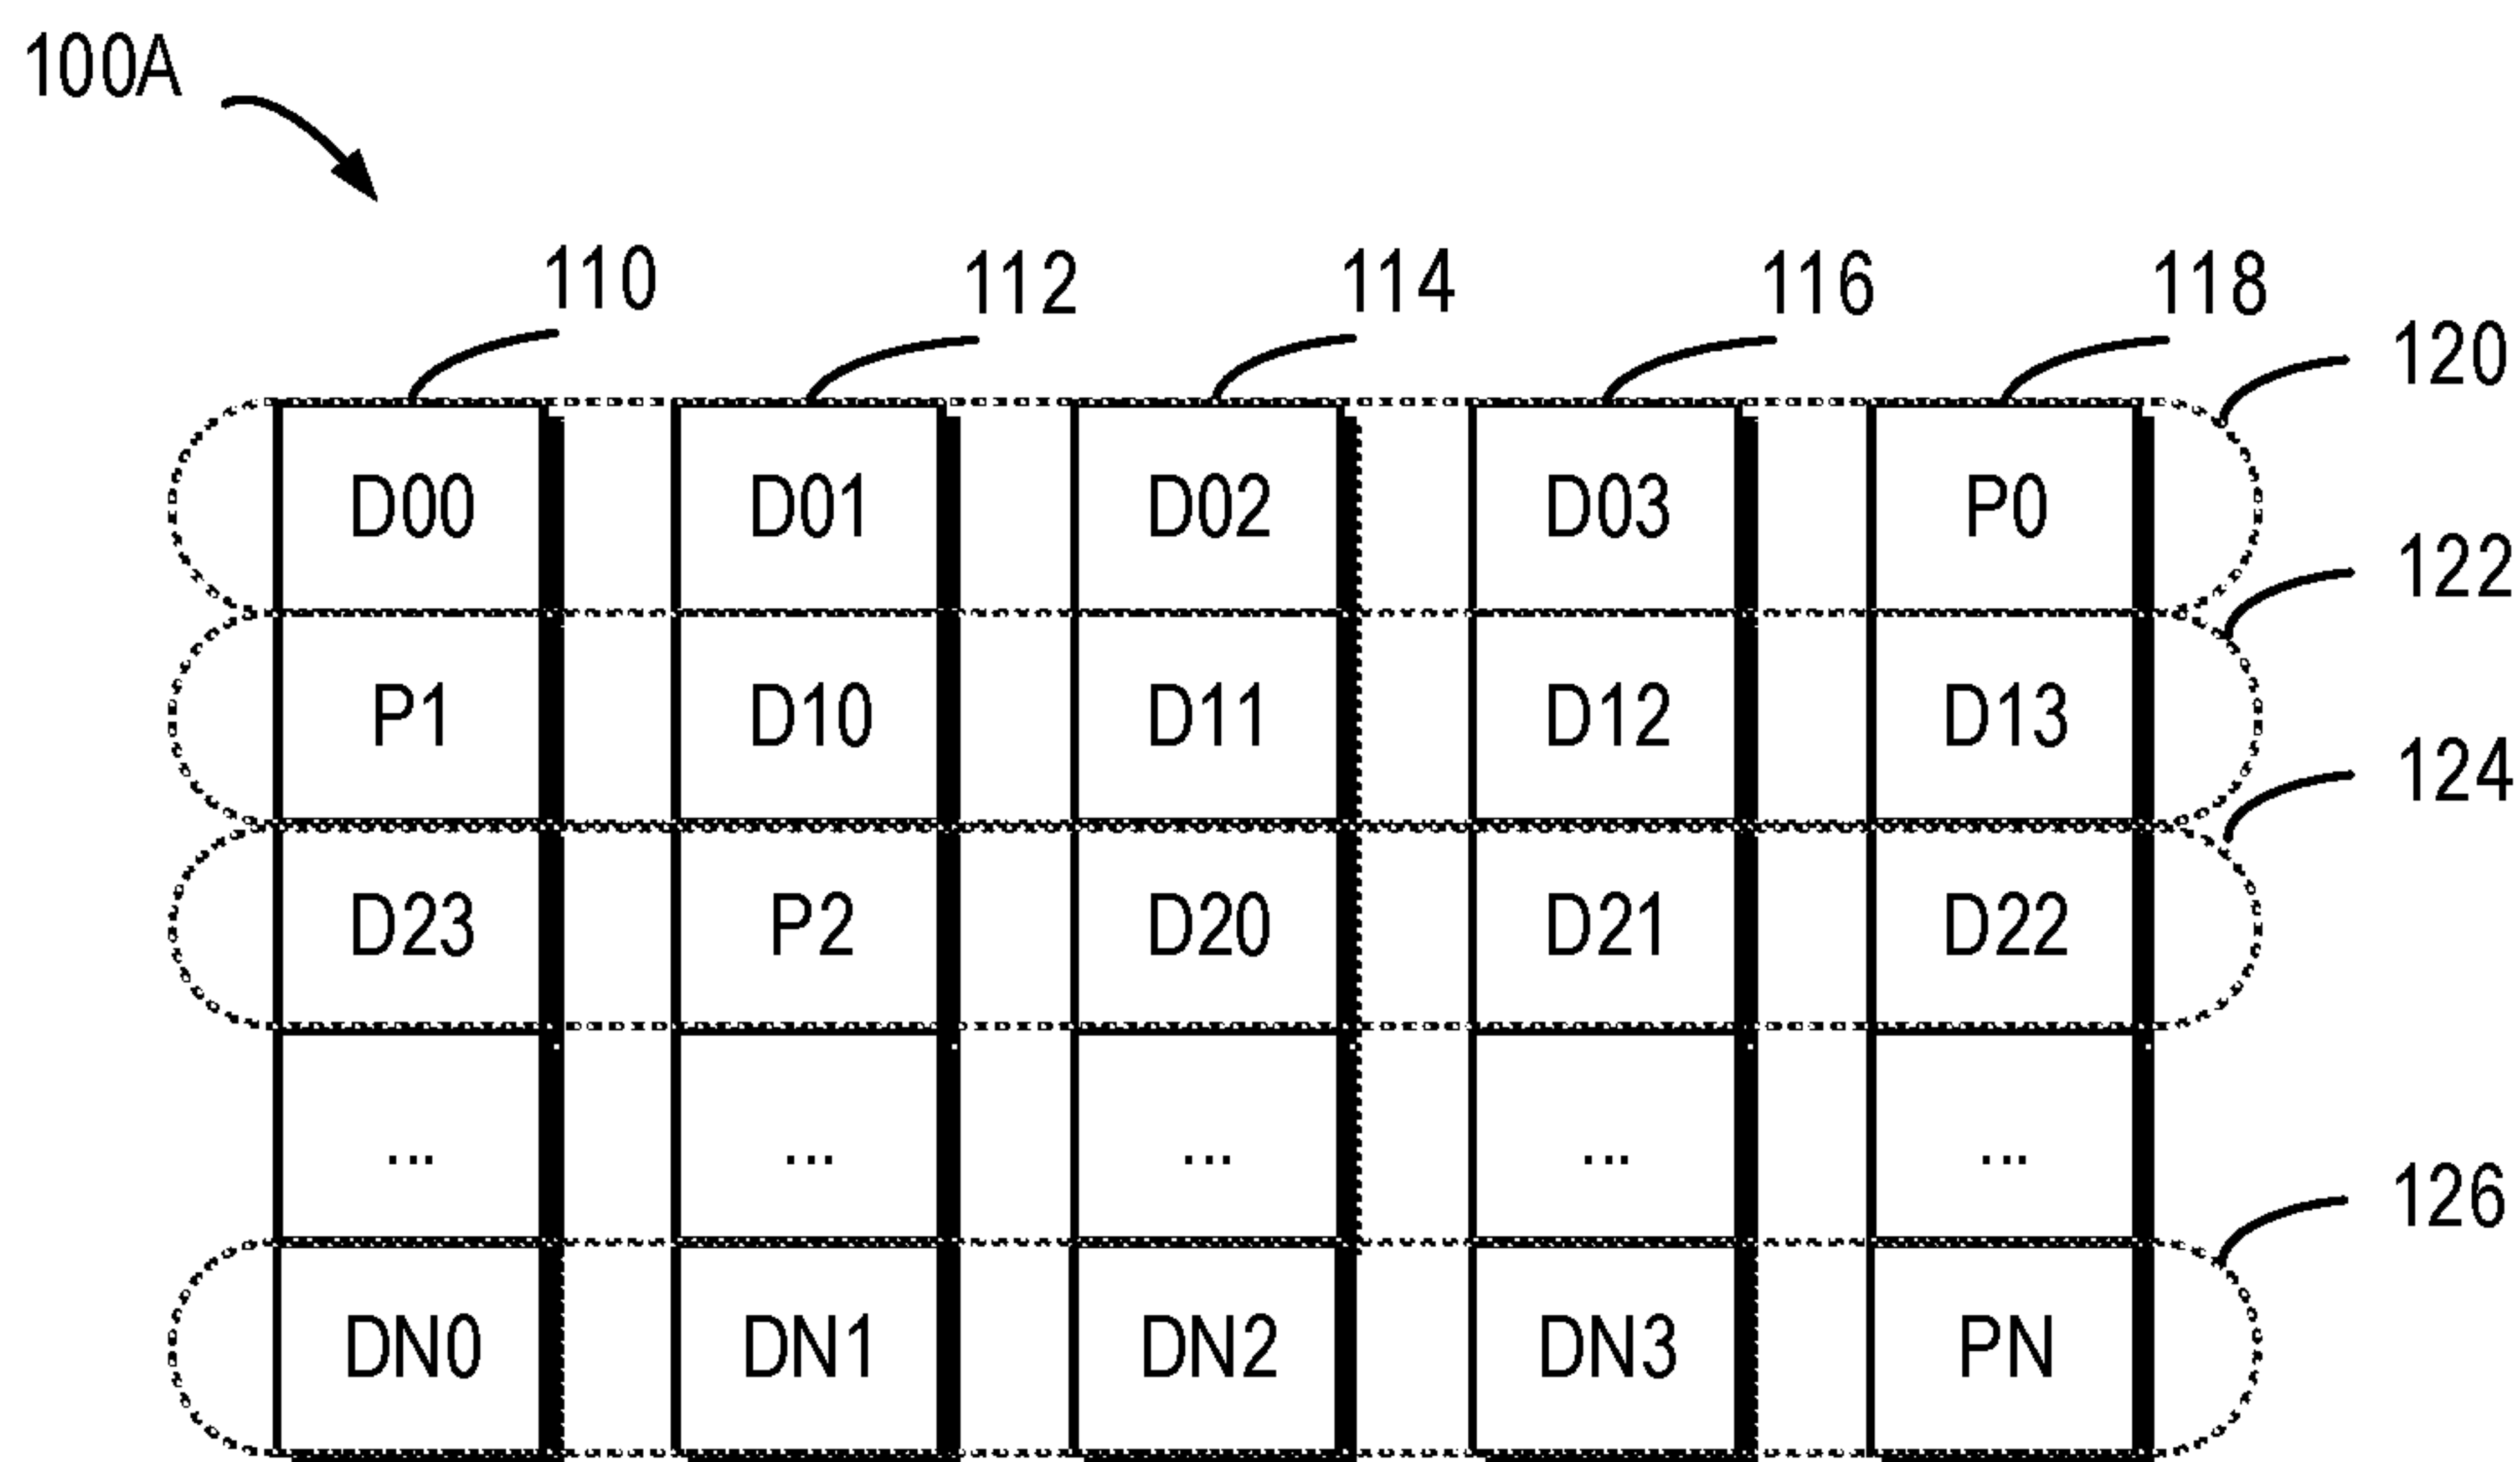 100A
110 112 114 116 118
120
D00 D01 D02 D03 P0
122
P1 D10 D11 D12 D13
124
D23 P2 D20 D21 D22
... ... ... ... ...
126
DN0 DN1 DN2 DN3 PN